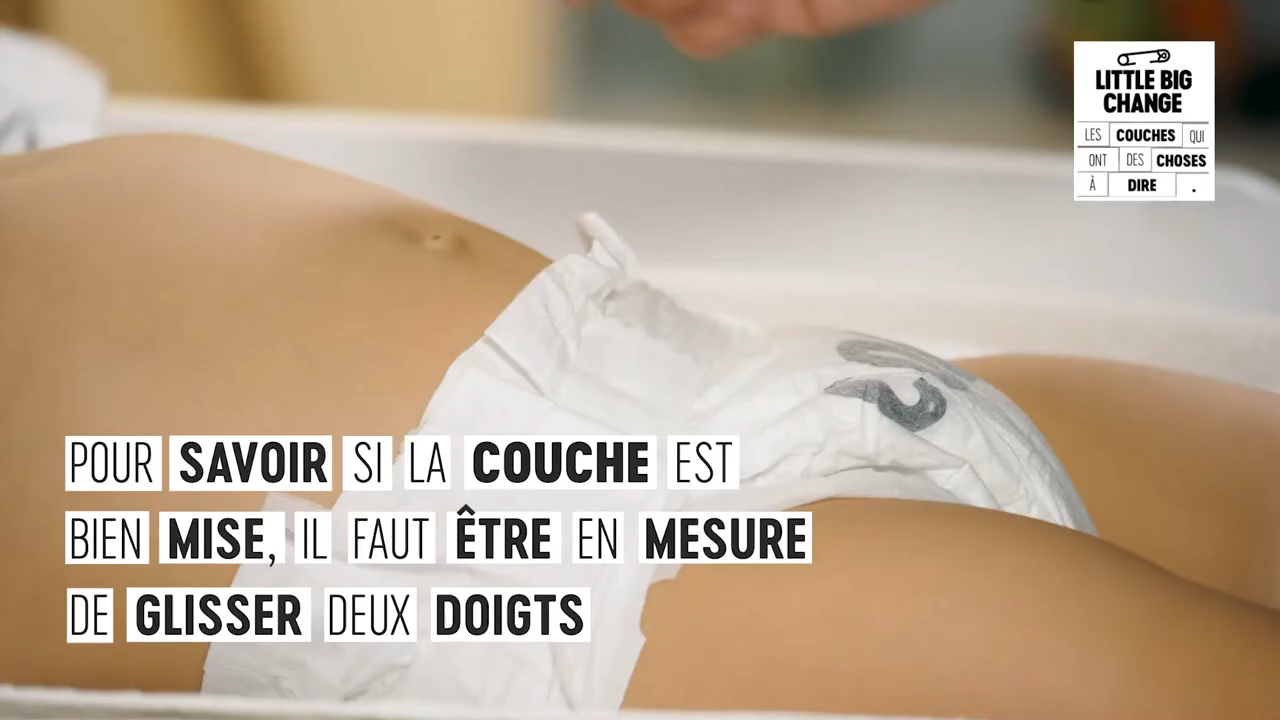 LITTLE BIG
CHANGE
LES COUCHES QUI
ONT DES CHOSES
À DIRE .
POUR SAVOIR SI LA COUCHE EST
BIEN MISE, IL FAUT ÊTRE EN MESURE
DE GLISSER DEUX DOIGTS